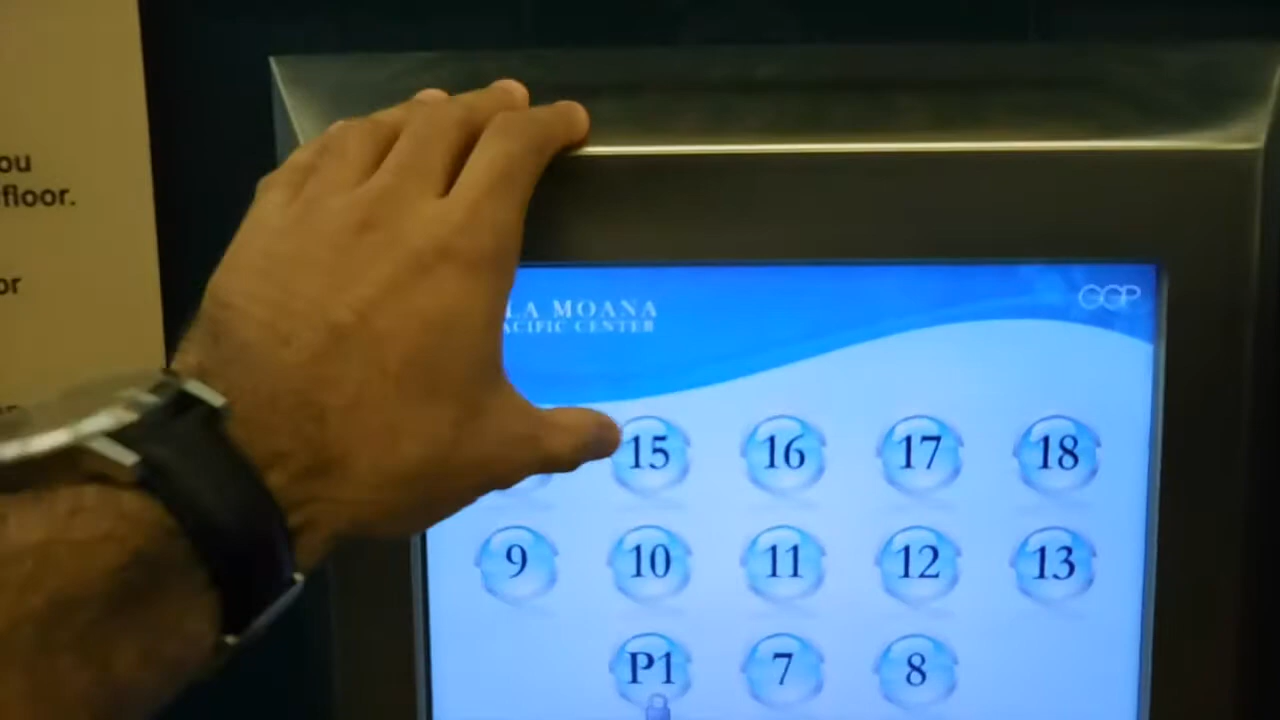 ou
floor.
or
LA MOANA
ACIFIC CENTER
GGP
15 16 17 18
9 10 11 12 13
P1 7 8